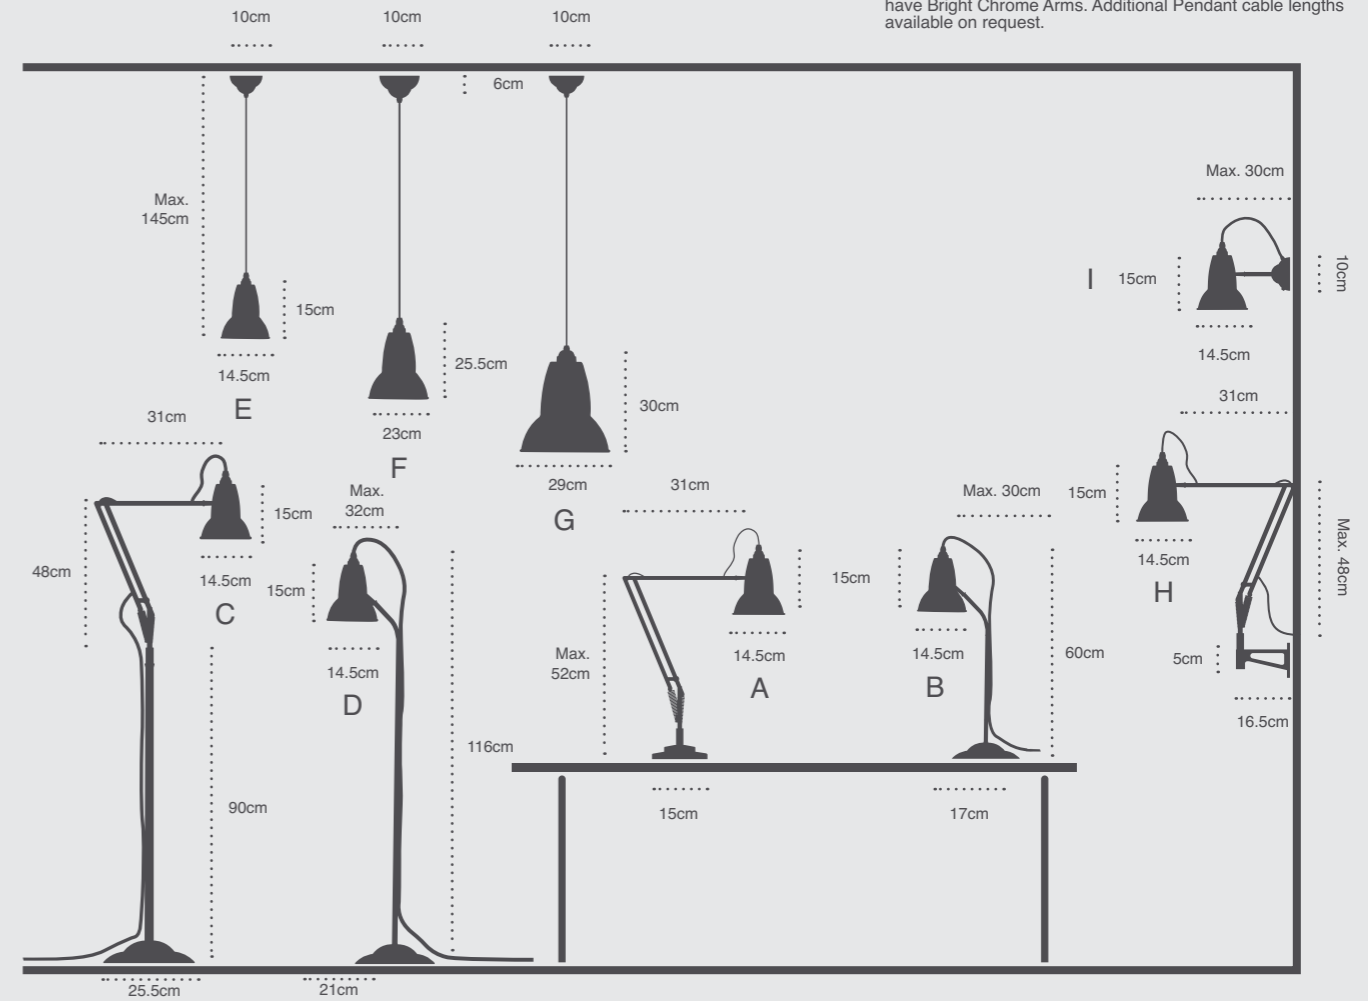 have Bright Chrome Arms. Additional Pendant cable lengths
available on request.
10cm
10cm
10cm
6cm
Max.
145cm
15cm
14.5cm
E
25.5cm
23cm
F
30cm
29cm
G
Max. 30cm
I
15cm
10cm
14.5cm
31cm
15cm
14.5cm
H
Max. 48cm
5cm
16.5cm
31cm
48cm
15cm
14.5cm
C
90cm
25.5cm
Max.
32cm
15cm
14.5cm
D
116cm
21cm
31cm
Max.
52cm
15cm
14.5cm
A
15cm
Max. 30cm
14.5cm
B
60cm
17cm